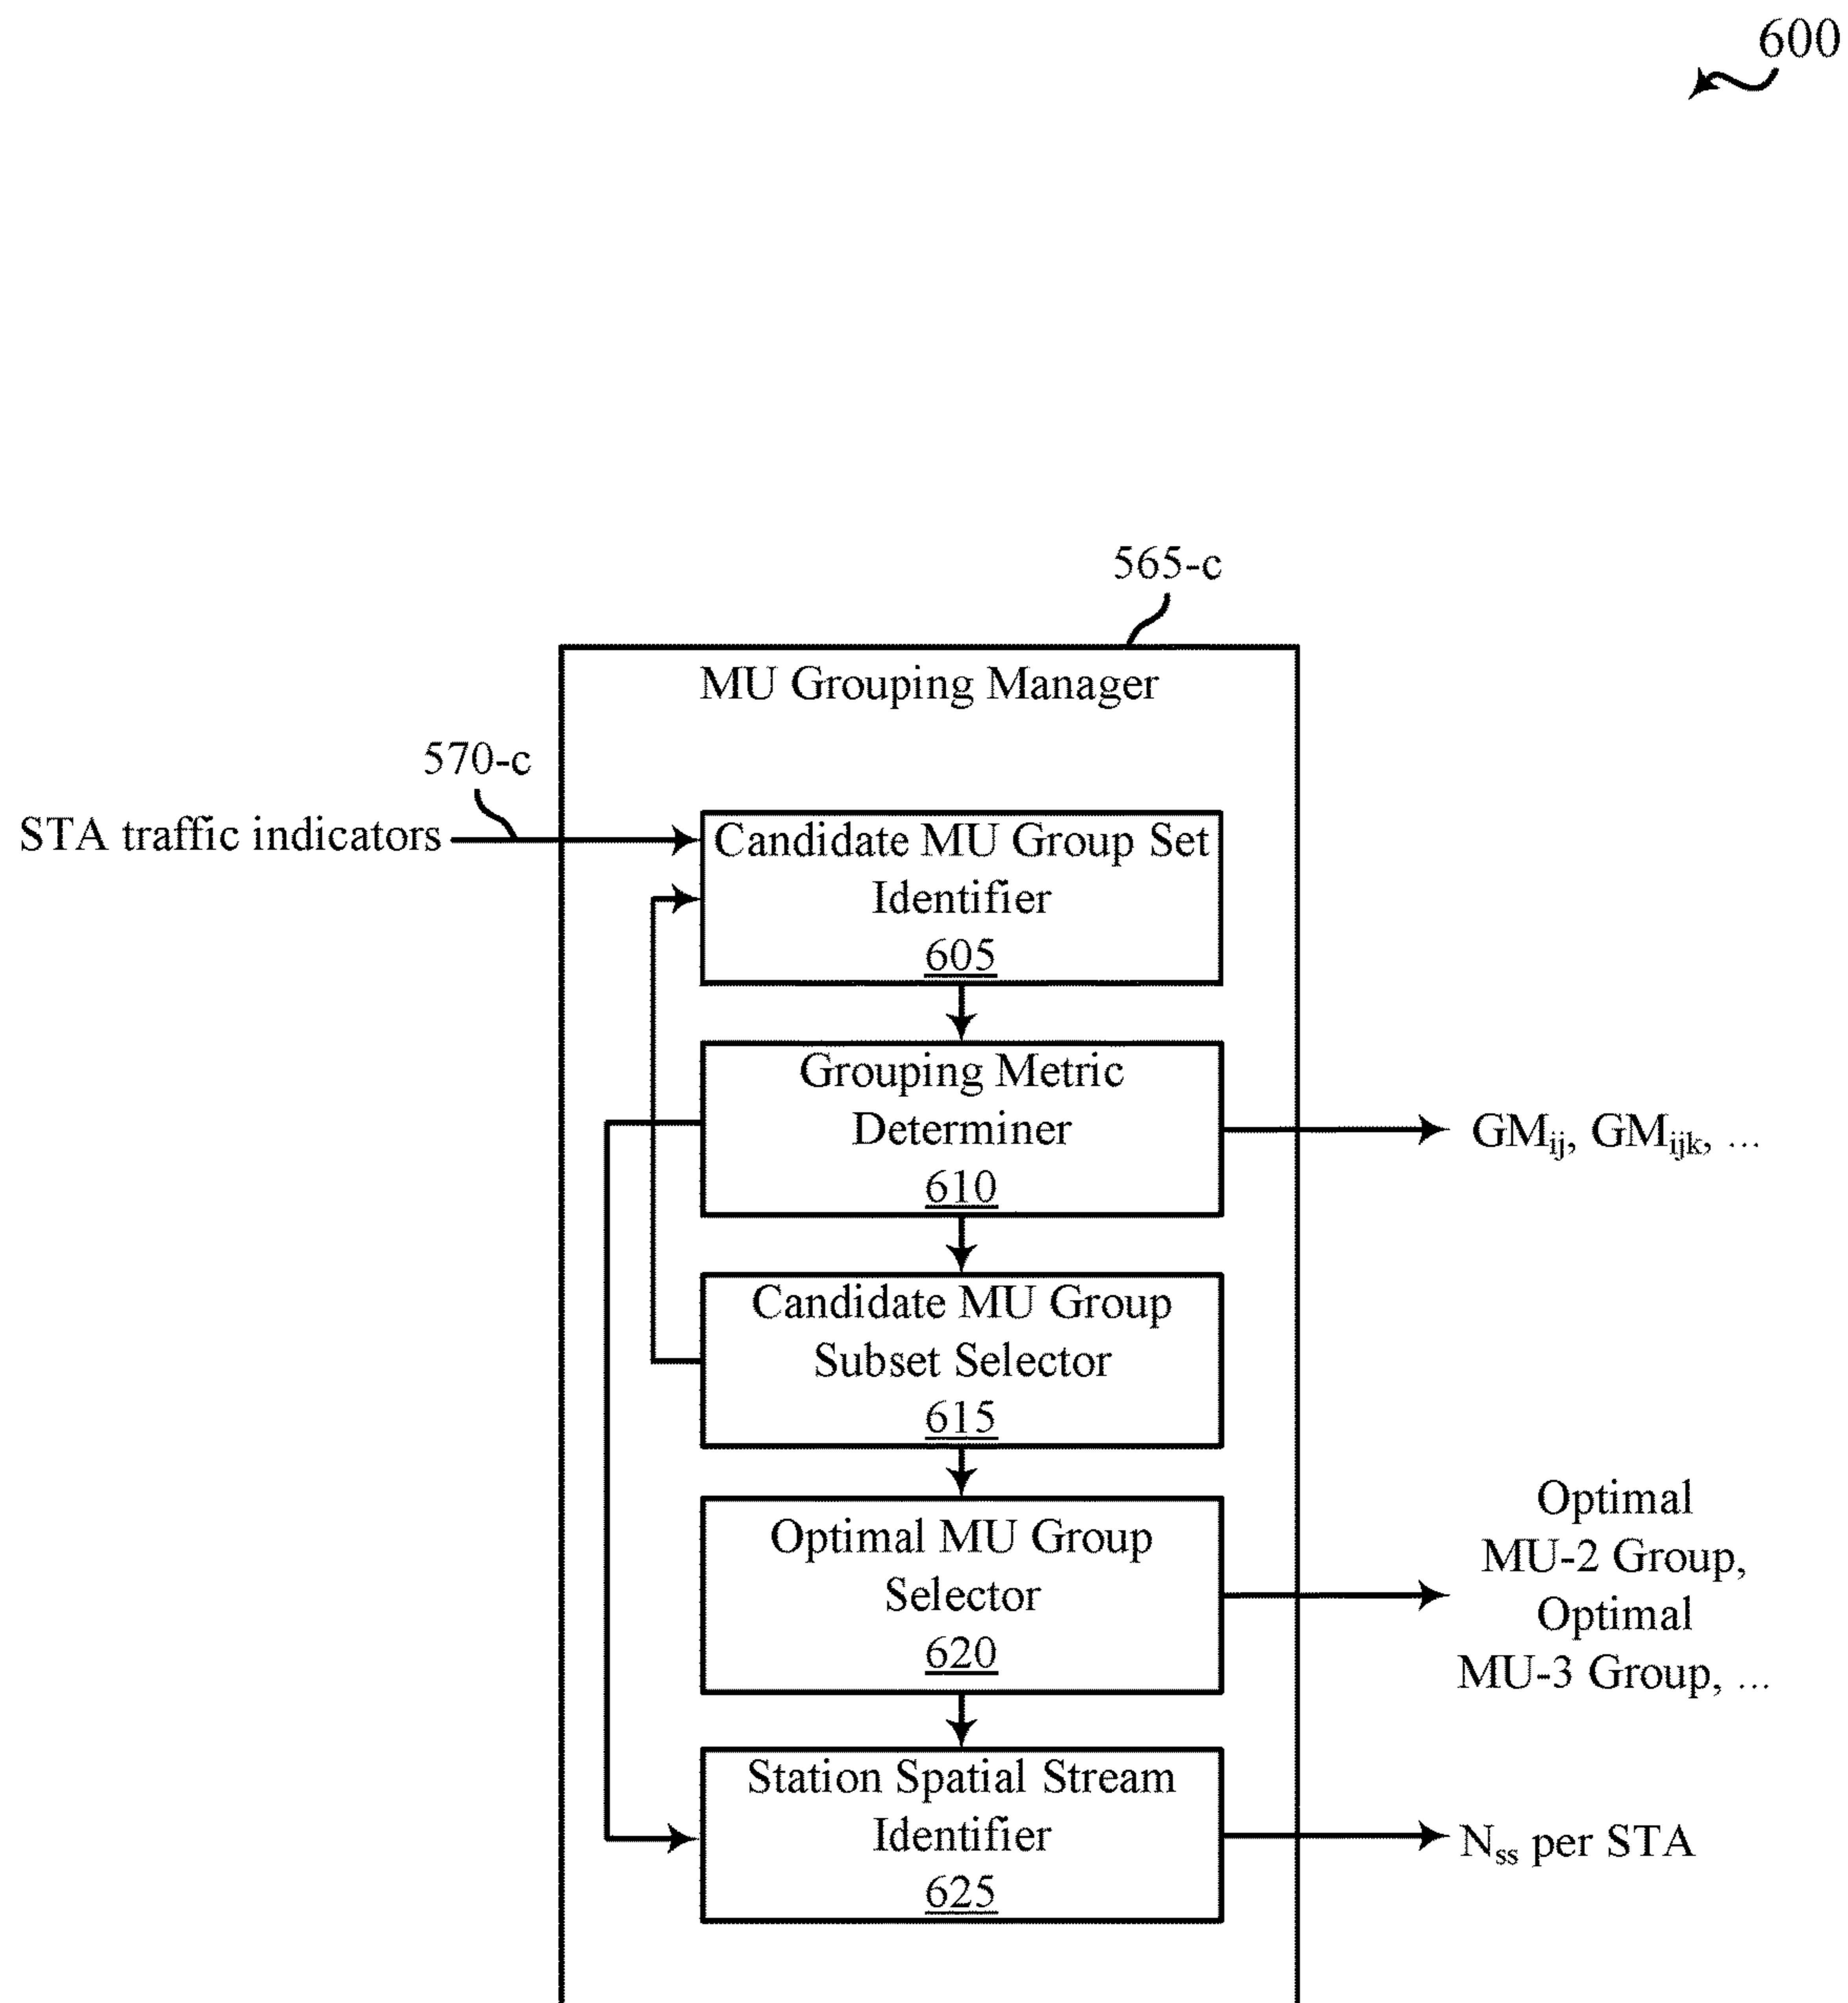 600
565-c
MU Grouping Manager
570-c
STA traffic indicators
Candidate MU Group Set
Identifier
605
Grouping Metric
Determiner
610
GMij, GMijk, ...
Candidate MU Group
Subset Selector
615
Optimal MU Group
Selector
620
Optimal
MU-2 Group,
Optimal
MU-3 Group, ...
Station Spatial Stream
Identifier
625
Nss per STA